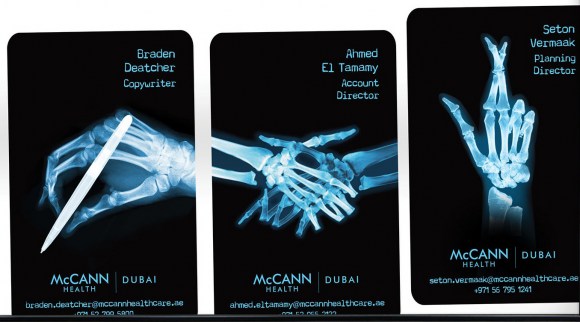 Braden
Deatcher
Copywriter
McCANN
HEALTH
DUBAI
braden.deatcher@mccannhealthcare.ae
Ahmed
El Tamamy
Account
Director
McCANN
HEALTH
DUBAI
ahmed.eltamamy@mccannhealthcare.ae
Seton
Vermaak
Planning
Director
McCANN
HEALTH
DUBAI
seton.vermaak@mccannhealthcare.ae
+971 56 795 1241